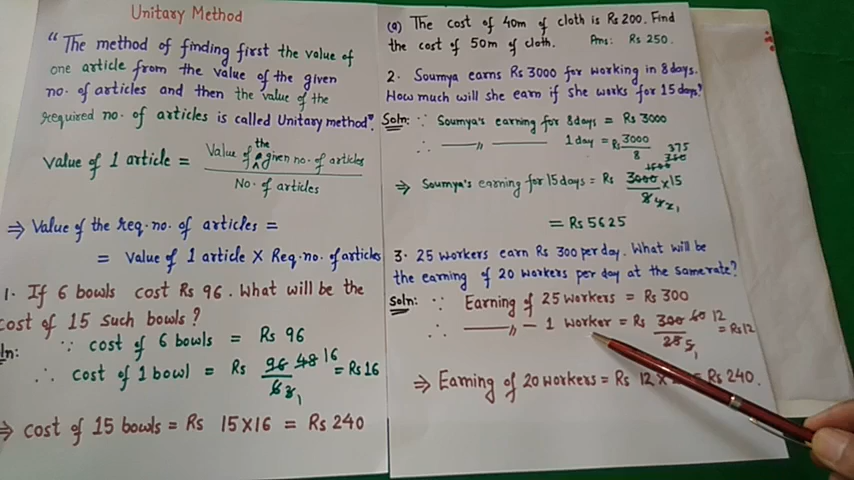 Unitary Method
"The method of finding first the value of
one article from the value of the given
no. of articles and then the value of the
required no. of articles is called Unitary method".
Value of 1 article = Value of the given no. of articles / No. of articles
⇒ Value of the req. no. of articles =
= Value of 1 article X Req. no. of articles
1. If 6 bowls cost Rs 96. What will be the
cost of 15 such bowls?
ln: ∵ cost of 6 bowls = Rs 96
∴ cost of 1 bowl = Rs 96 48 16 / 6 3 1 = Rs 16
⇒ cost of 15 bowls = Rs 15 X 16 = Rs 240
(a) The cost of 40m of cloth is Rs 200. Find
the cost of 50m of cloth. Ans: Rs 250.
2. Soumya earns Rs 3000 for working in 8 days.
How much will she earn if she works for 15 days?
Soln: ∵ Soumya's earning for 8 days = Rs 3000
∴ —〃— 1 day = Rs 3000 / 8
⇒ Soumya's earning for 15 days = Rs 3000 375 / 8 4 2 1 X 15
= Rs 5625
3. 25 workers earn Rs 300 per day. What will be
the earning of 20 workers per day at the same rate?
Soln: ∵ Earning of 25 workers = Rs 300
∴ —〃— 1 worker = Rs 300 60 12 / 25 5 1 = Rs 12
⇒ Earning of 20 workers = Rs 12 X Rs 240.